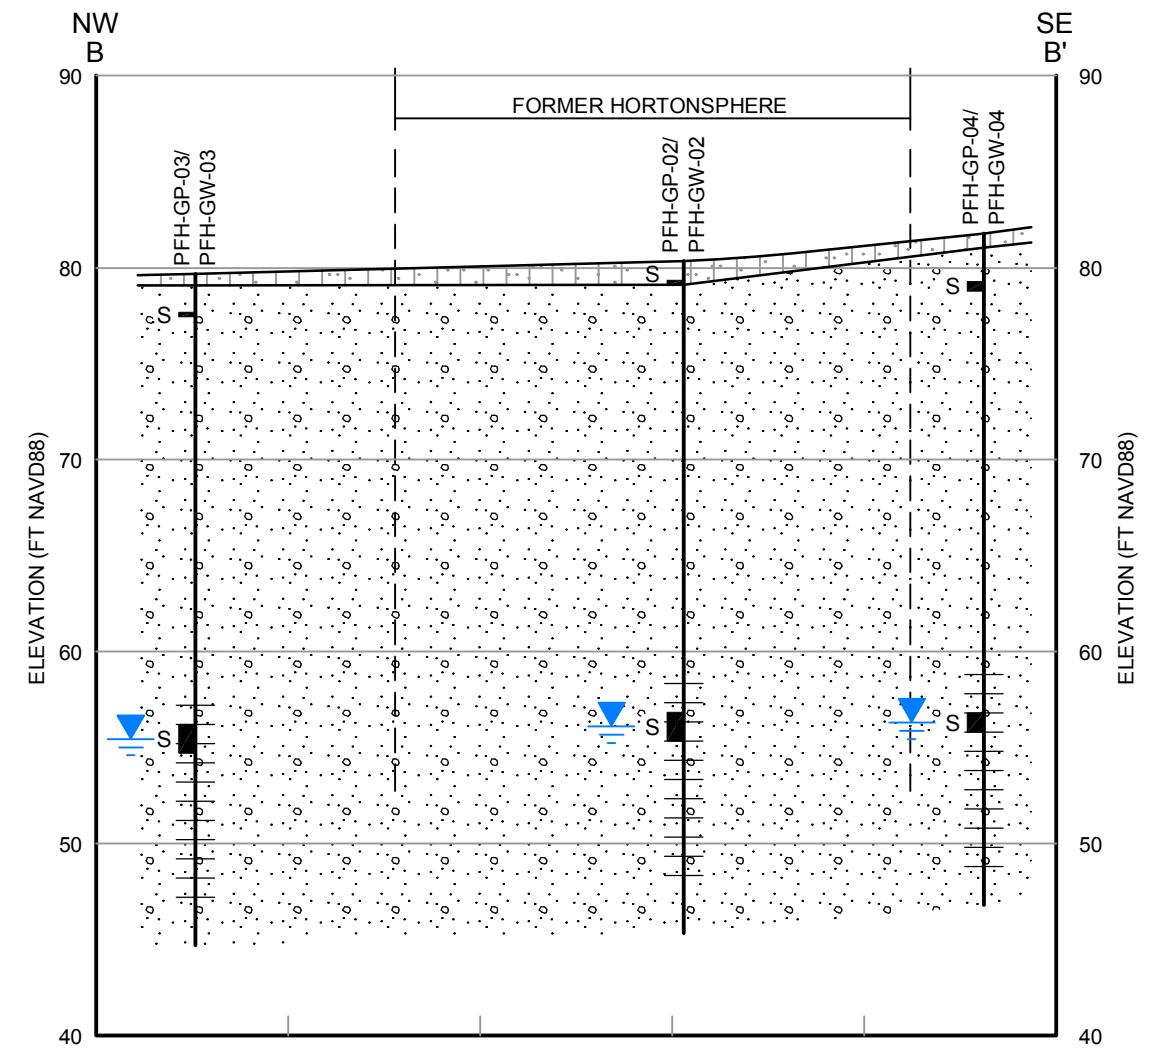 NW
B
SE
B'
90
90
FORMER HORTONSPHERE
PFH-GP-03/
PFH-GW-03
PFH-GP-02/
PFH-GW-02
PFH-GP-04/
PFH-GW-04
80
80
S
S
S
70
70
ELEVATION (FT NAVD88)
ELEVATION (FT NAVD88)
60
60
S
S
S
50
50
40
40